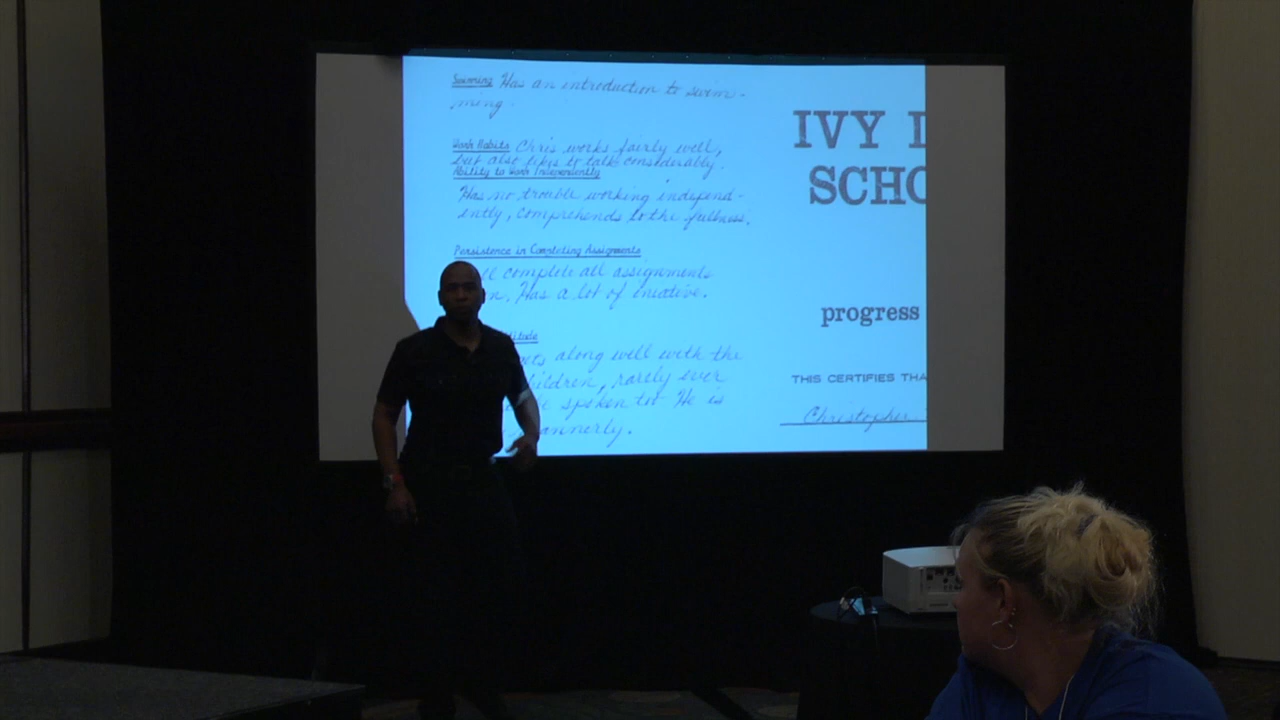 Swimming Has an introduction to swim-
ming.
Work Habits Chris works fairly well,
but also likes to talk considerably.
Ability to Work Independently
Has no trouble working independ-
ently, comprehends to the fullness.
Persistence in Completing Assignments
complete all assignments
Has a lot of iniative.
along well with the
rarely ever
spoken to. He is
IVY
SCHO
progress
THIS CERTIFIES THA
Christopher